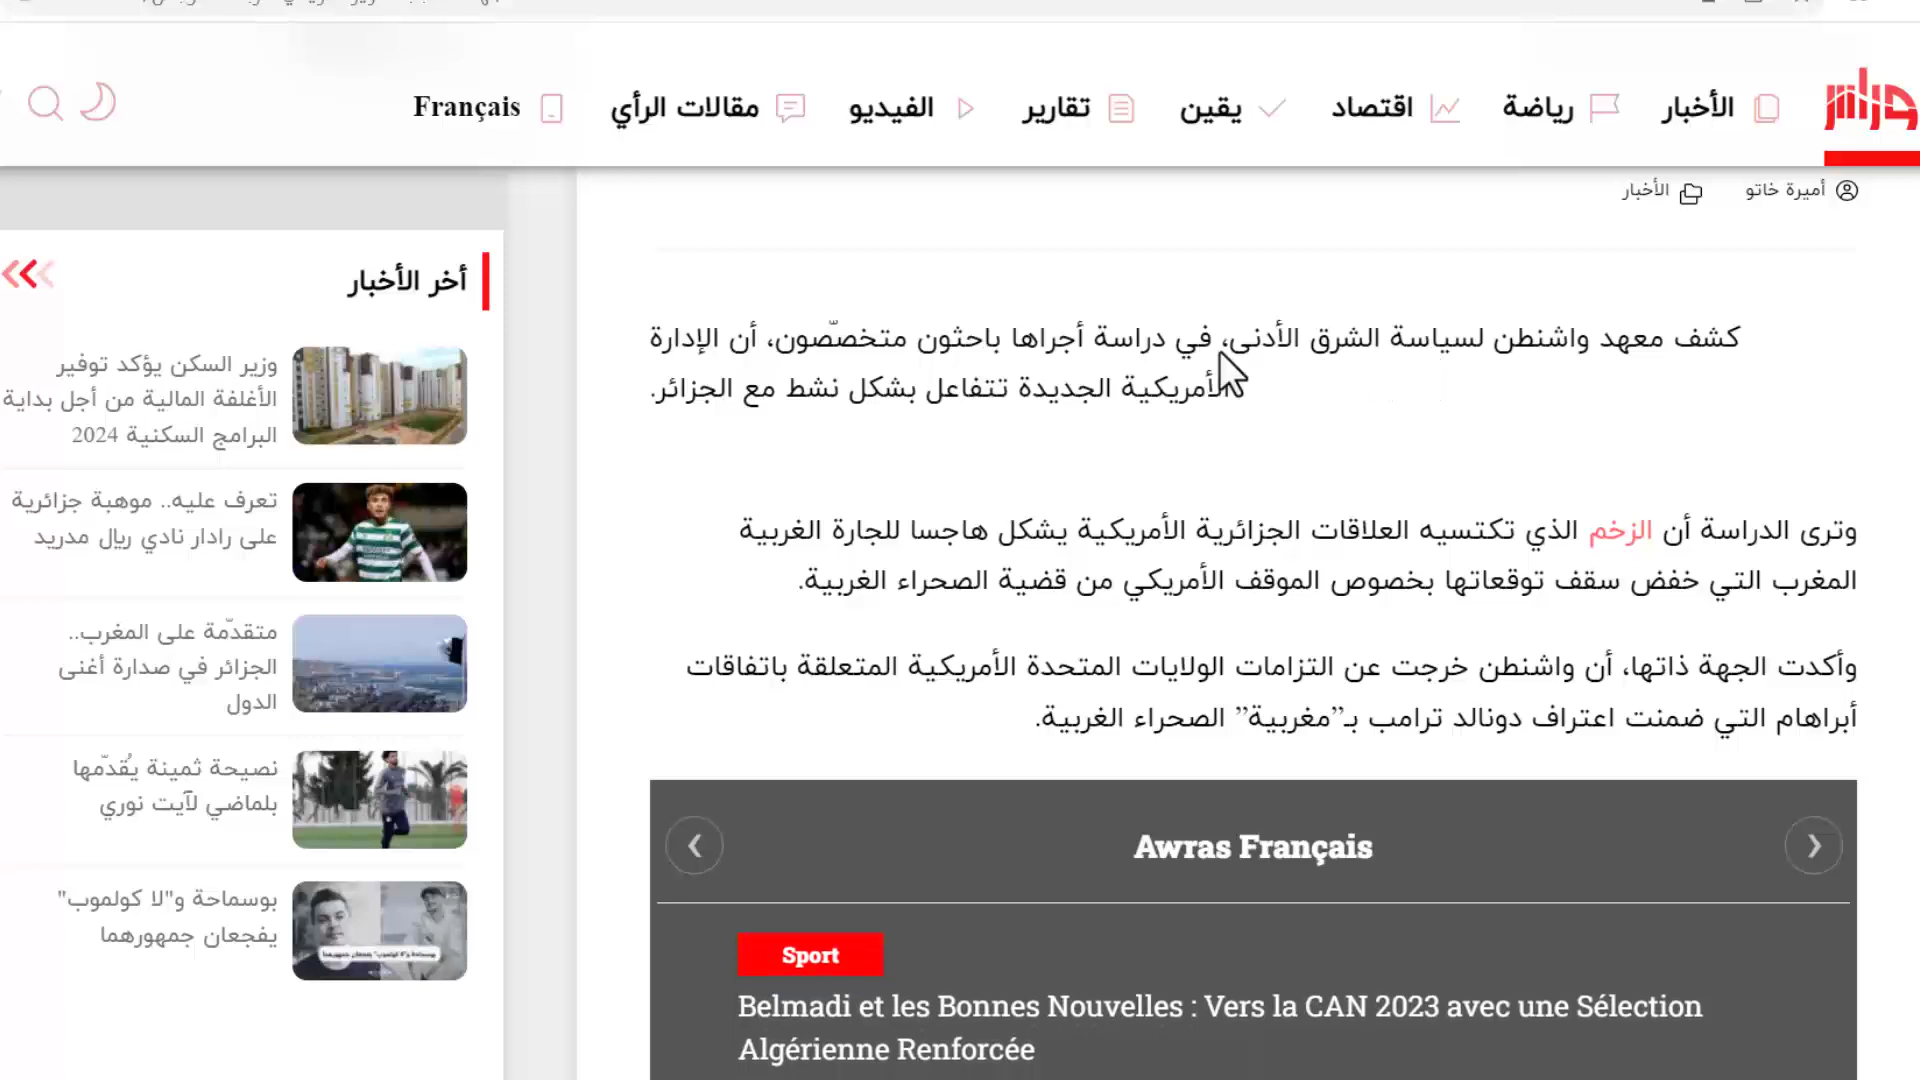 الأخبار
رياضة
اقتصاد
يقين
تقارير
الفيديو
مقالات الرأي
Français
أميرة خاتو
الأخبار
كشف معهد واشنطن لسياسة الشرق الأدنى، في دراسة أجراها باحثون متخصّصون، أن الإدارة
الأمريكية الجديدة تتفاعل بشكل نشط مع الجزائر.
وترى الدراسة أن الزخم الذي تكتسيه العلاقات الجزائرية الأمريكية يشكل هاجسا للجارة الغربية
المغرب التي خفض سقف توقعاتها بخصوص الموقف الأمريكي من قضية الصحراء الغربية.
وأكدت الجهة ذاتها، أن واشنطن خرجت عن التزامات الولايات المتحدة الأمريكية المتعلقة باتفاقات
أبراهام التي ضمنت اعتراف دونالد ترامب بـ”مغربية” الصحراء الغربية.
Awras Français
Sport
Belmadi et les Bonnes Nouvelles : Vers la CAN 2023 avec une Sélection
Algérienne Renforcée
أخر الأخبار
وزير السكن يؤكد توفير
الأغلفة المالية من أجل بداية
البرامج السكنية 2024
تعرف عليه.. موهبة جزائرية
على رادار نادي ريال مدريد
متقدّمة على المغرب..
الجزائر في صدارة أغنى
الدول
نصيحة ثمينة يُقدّمها
بلماضي لآيت نوري
بوسماحة و"لا كولموب"
يفجعان جمهورهما